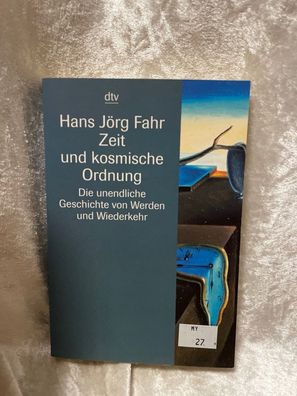 dtv
Hans Jörg Fahr
Zeit
und kosmische
Ordnung
Die unendliche
Geschichte von Werden
und Wiederkehr
MY
27